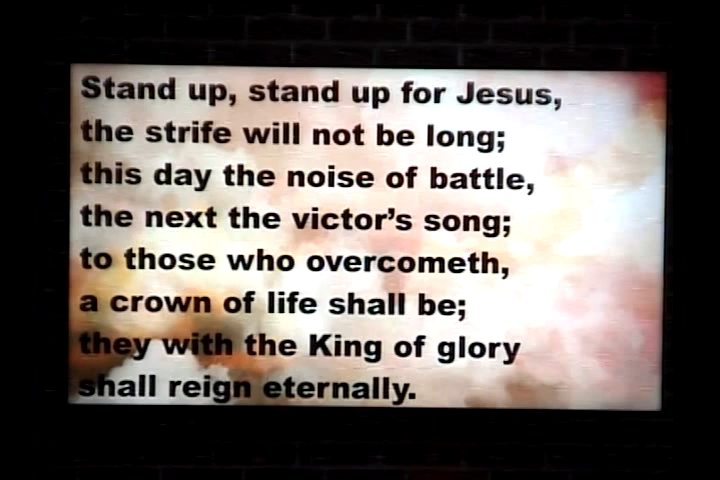 Stand up, stand up for Jesus,
the strife will not be long;
this day the noise of battle,
the next the victor's song;
to those who overcometh,
a crown of life shall be;
they with the King of glory
shall reign eternally.